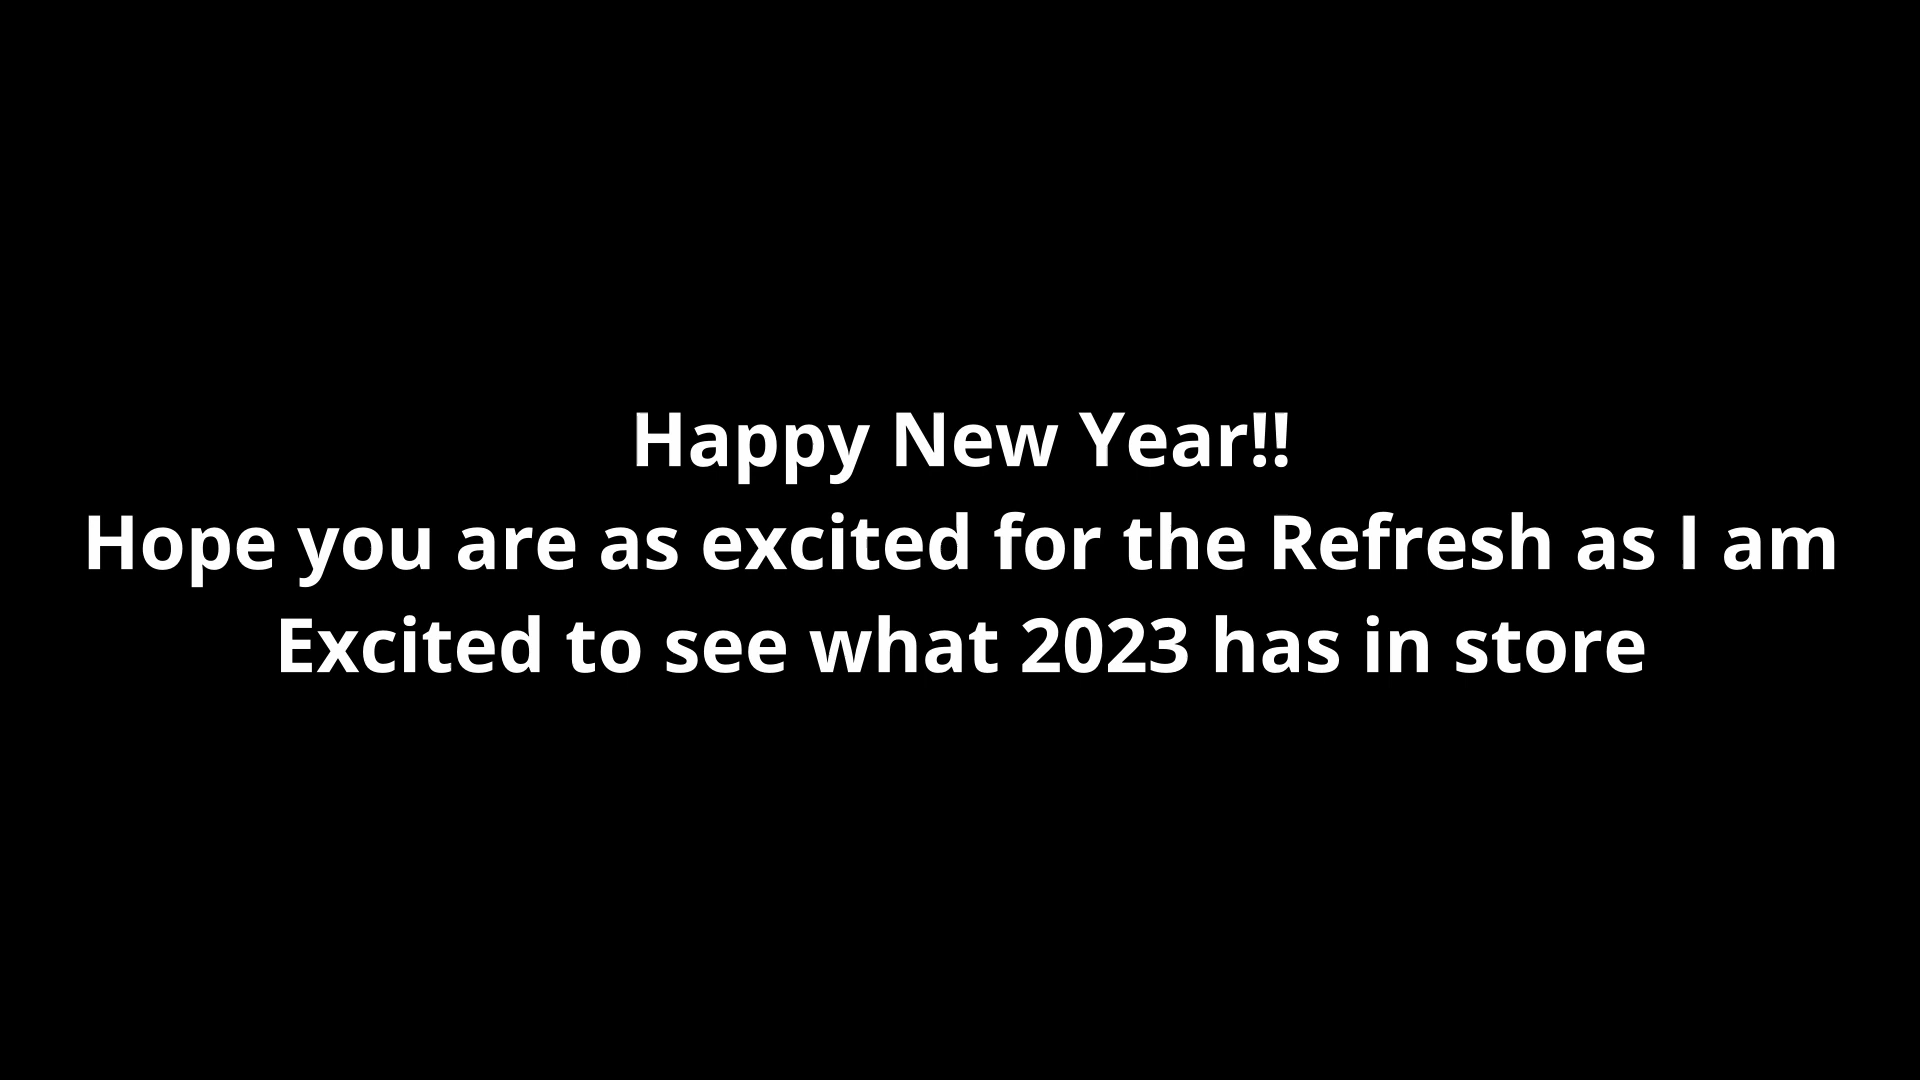 Happy New Year!!
Hope you are as excited for the Refresh as I am
Excited to see what 2023 has in store